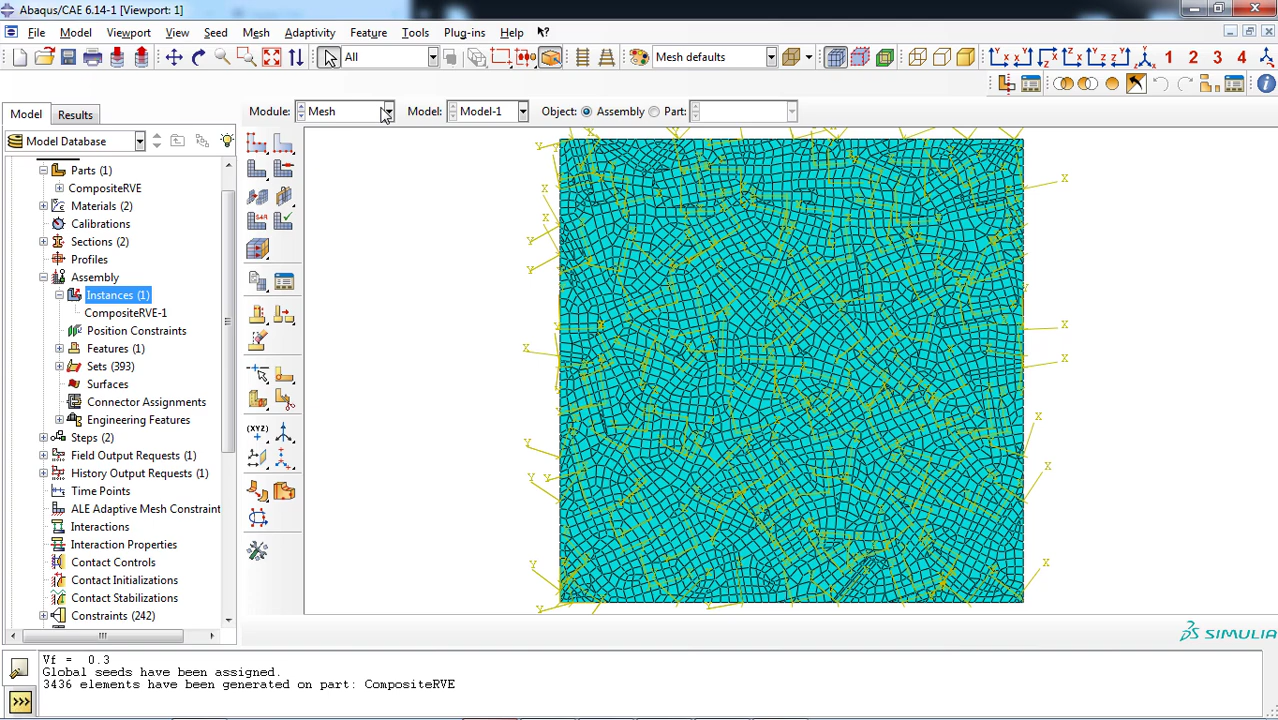 Abaqus/CAE 6.14-1 [Viewport: 1]
File Model Viewport View Seed Mesh Adaptivity Feature Tools Plug-ins Help
All Mesh defaults 1 2 3 4
Model Results Module: Mesh Model: Model-1 Object: Assembly Part:
Model Database
Parts (1)
CompositeRVE
Materials (2)
Calibrations
Sections (2)
Profiles
Assembly
Instances (1)
CompositeRVE-1
Position Constraints
Features (1)
Sets (393)
Surfaces
Connector Assignments
Engineering Features
Steps (2)
Field Output Requests (1)
History Output Requests (1)
Time Points
ALE Adaptive Mesh Constraint
Interactions
Interaction Properties
Contact Controls
Contact Initializations
Contact Stabilizations
Constraints (242)
SIMULIA
Vf = 0.3
Global seeds have been assigned.
3436 elements have been generated on part: CompositeRVE